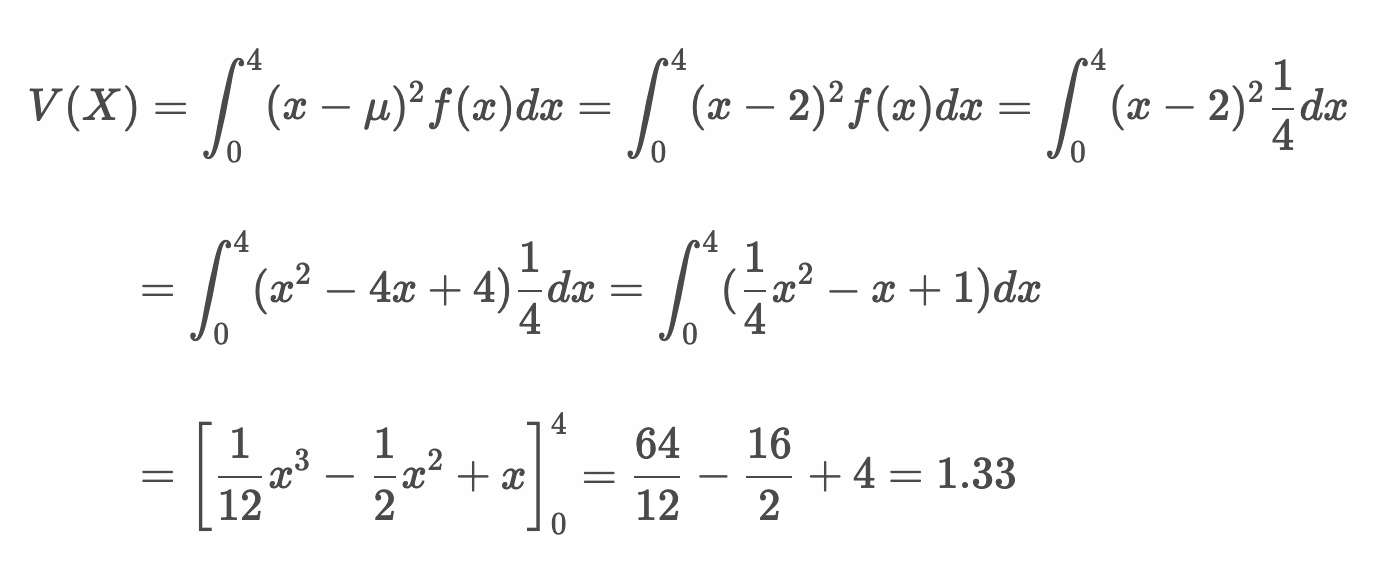 V(X) = ∫₀⁴ (x − μ)² f(x)dx = ∫₀⁴ (x − 2)² f(x)dx = ∫₀⁴ (x − 2)² 1/4 dx
= ∫₀⁴ (x² − 4x + 4) 1/4 dx = ∫₀⁴ (1/4 x² − x + 1)dx
= [1/12 x³ − 1/2 x² + x]₀⁴ = 64/12 − 16/2 + 4 = 1.33